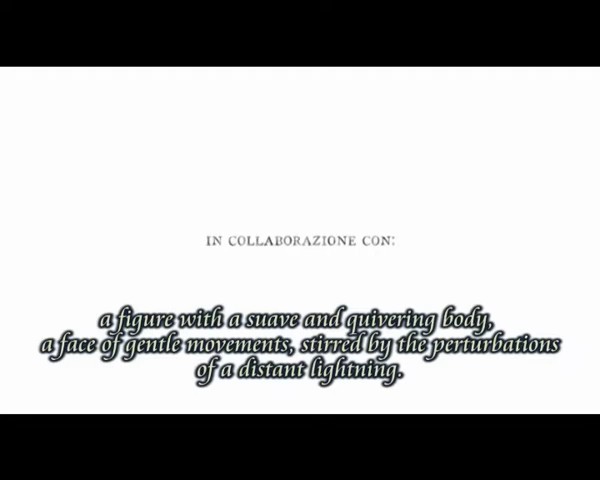 IN COLLABORAZIONE CON:
a figure with a suave and quivering body,
a face of gentle movements, stirred by the perturbations
of a distant lightning.